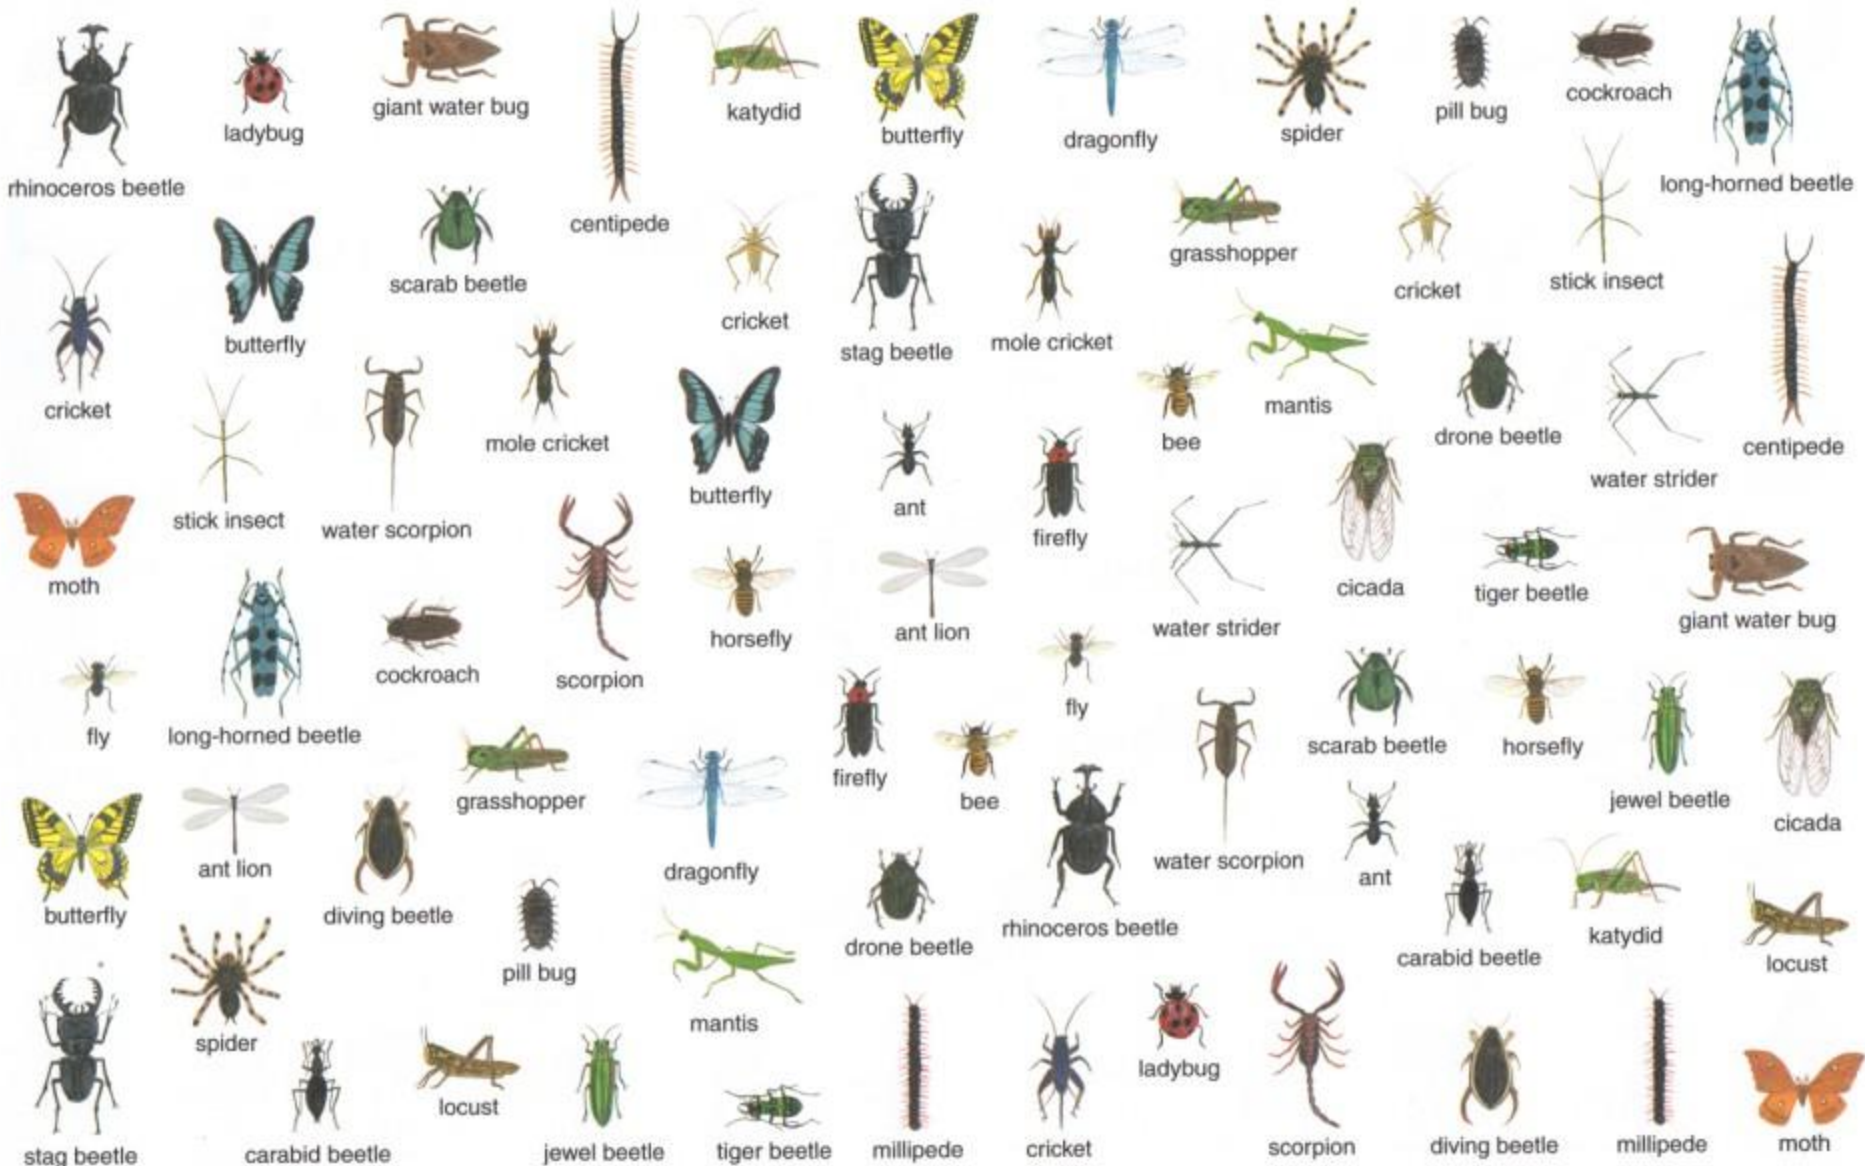 giant water bug
katydid
cockroach
pill bug
ladybug
spider
butterfly
dragonfly
rhinoceros beetle
long-horned beetle
centipede
grasshopper
scarab beetle
stick insect
cricket
cricket
butterfly
stag beetle
mole cricket
mantis
cricket
mole cricket
bee
drone beetle
centipede
butterfly
water strider
ant
stick insect
water scorpion
firefly
moth
cicada
tiger beetle
giant water bug
water strider
ant lion
horsefly
cockroach
scorpion
fly
fly
long-horned beetle
scarab beetle
horsefly
firefly
grasshopper
bee
jewel beetle
cicada
water scorpion
ant lion
dragonfly
ant
butterfly
diving beetle
rhinoceros beetle
katydid
drone beetle
carabid beetle
locust
pill bug
mantis
spider
ladybug
locust
moth
millipede
diving beetle
scorpion
cricket
millipede
tiger beetle
jewel beetle
carabid beetle
stag beetle